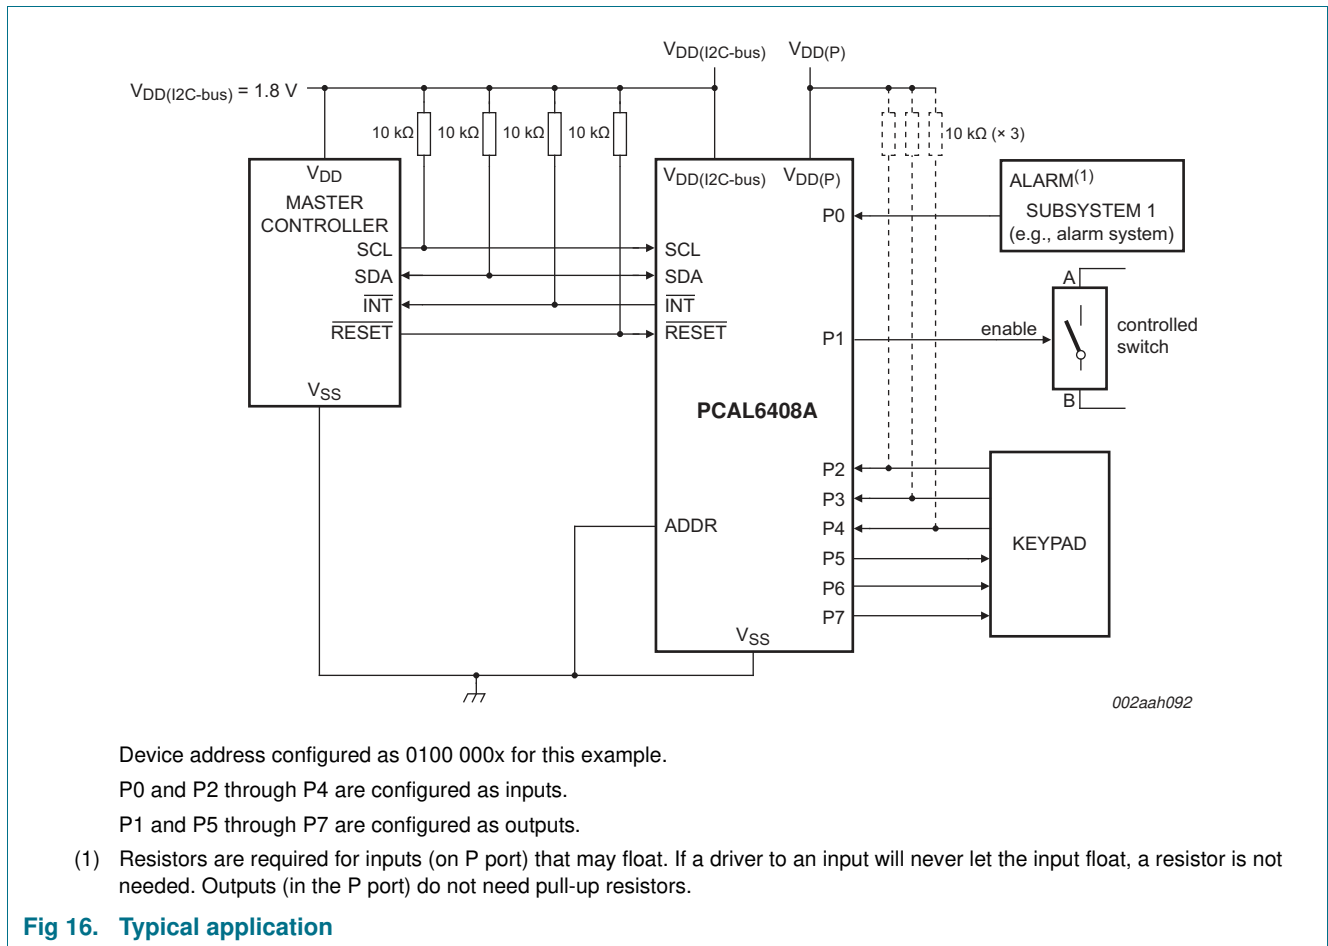 VDD(I2C-bus) VDD(P)
VDD(I2C-bus) = 1.8 V
10 kΩ 10 kΩ 10 kΩ 10 kΩ 10 kΩ (× 3)
VDD
MASTER
CONTROLLER
SCL
SDA
INT
RESET
VSS
VDD(I2C-bus) VDD(P)
SCL
SDA
INT
RESET
PCAL6408A
ADDR
VSS
P0
P1
P2
P3
P4
P5
P6
P7
ALARM(1)
SUBSYSTEM 1
(e.g., alarm system)
A
enable
controlled
switch
B
KEYPAD
002aah092
Device address configured as 0100 000x for this example.
P0 and P2 through P4 are configured as inputs.
P1 and P5 through P7 are configured as outputs.
(1) Resistors are required for inputs (on P port) that may float. If a driver to an input will never let the input float, a resistor is not
needed. Outputs (in the P port) do not need pull-up resistors.
Fig 16. Typical application